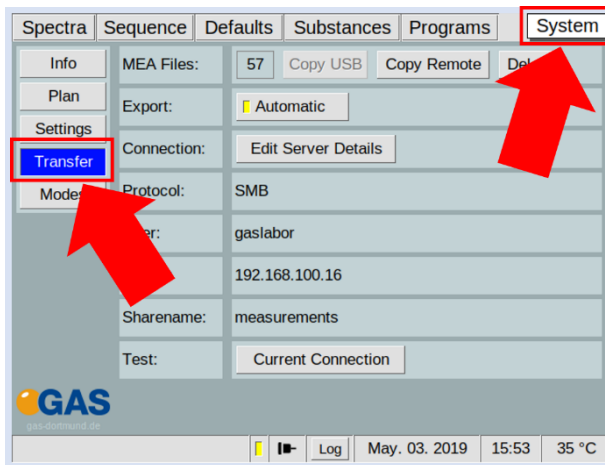 Spectra Sequence Defaults Substances Programs System
Info
Plan
Settings
Transfer
MEA Files: 57 Copy USB Copy Remote
Export: Automatic
Connection: Edit Server Details
Protocol: SMB
gaslabor
192.168.100.16
Sharename: measurements
Test: Current Connection
GAS
gas-dortmund.de
Log May. 03. 2019 15:53 35 °C